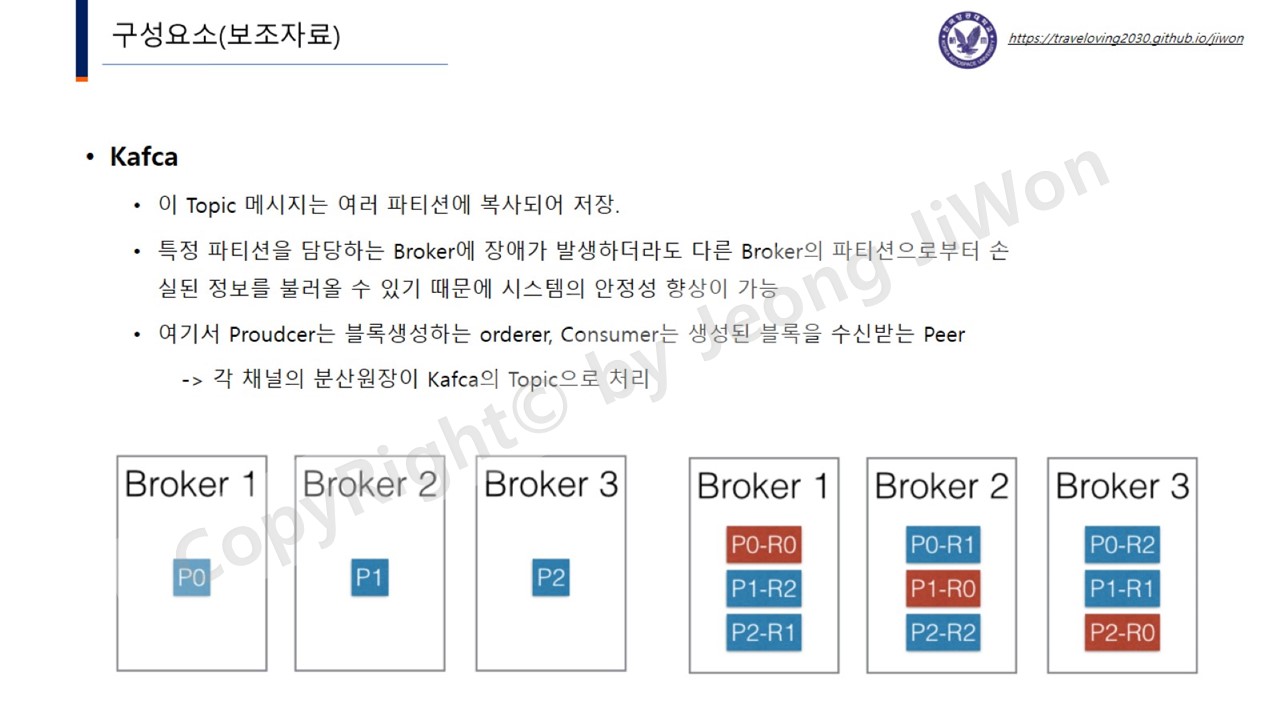 구성요소(보조자료)
https://traveloving2030.github.io/jiwon
• Kafca
• 이 Topic 메시지는 여러 파티션에 복사되어 저장.
• 특정 파티션을 담당하는 Broker에 장애가 발생하더라도 다른 Broker의 파티션으로부터 손
실된 정보를 불러올 수 있기 때문에 시스템의 안정성 향상이 가능
• 여기서 Proudcer는 블록생성하는 orderer, Consumer는 생성된 블록을 수신받는 Peer
-> 각 채널의 분산원장이 Kafca의 Topic으로 처리
CopyRight© by Jeong JiWon
Broker 1
P0
Broker 2
P1
Broker 3
P2
Broker 1
P0-R0
P1-R2
P2-R1
Broker 2
P0-R1
P1-R0
P2-R2
Broker 3
P0-R2
P1-R1
P2-R0